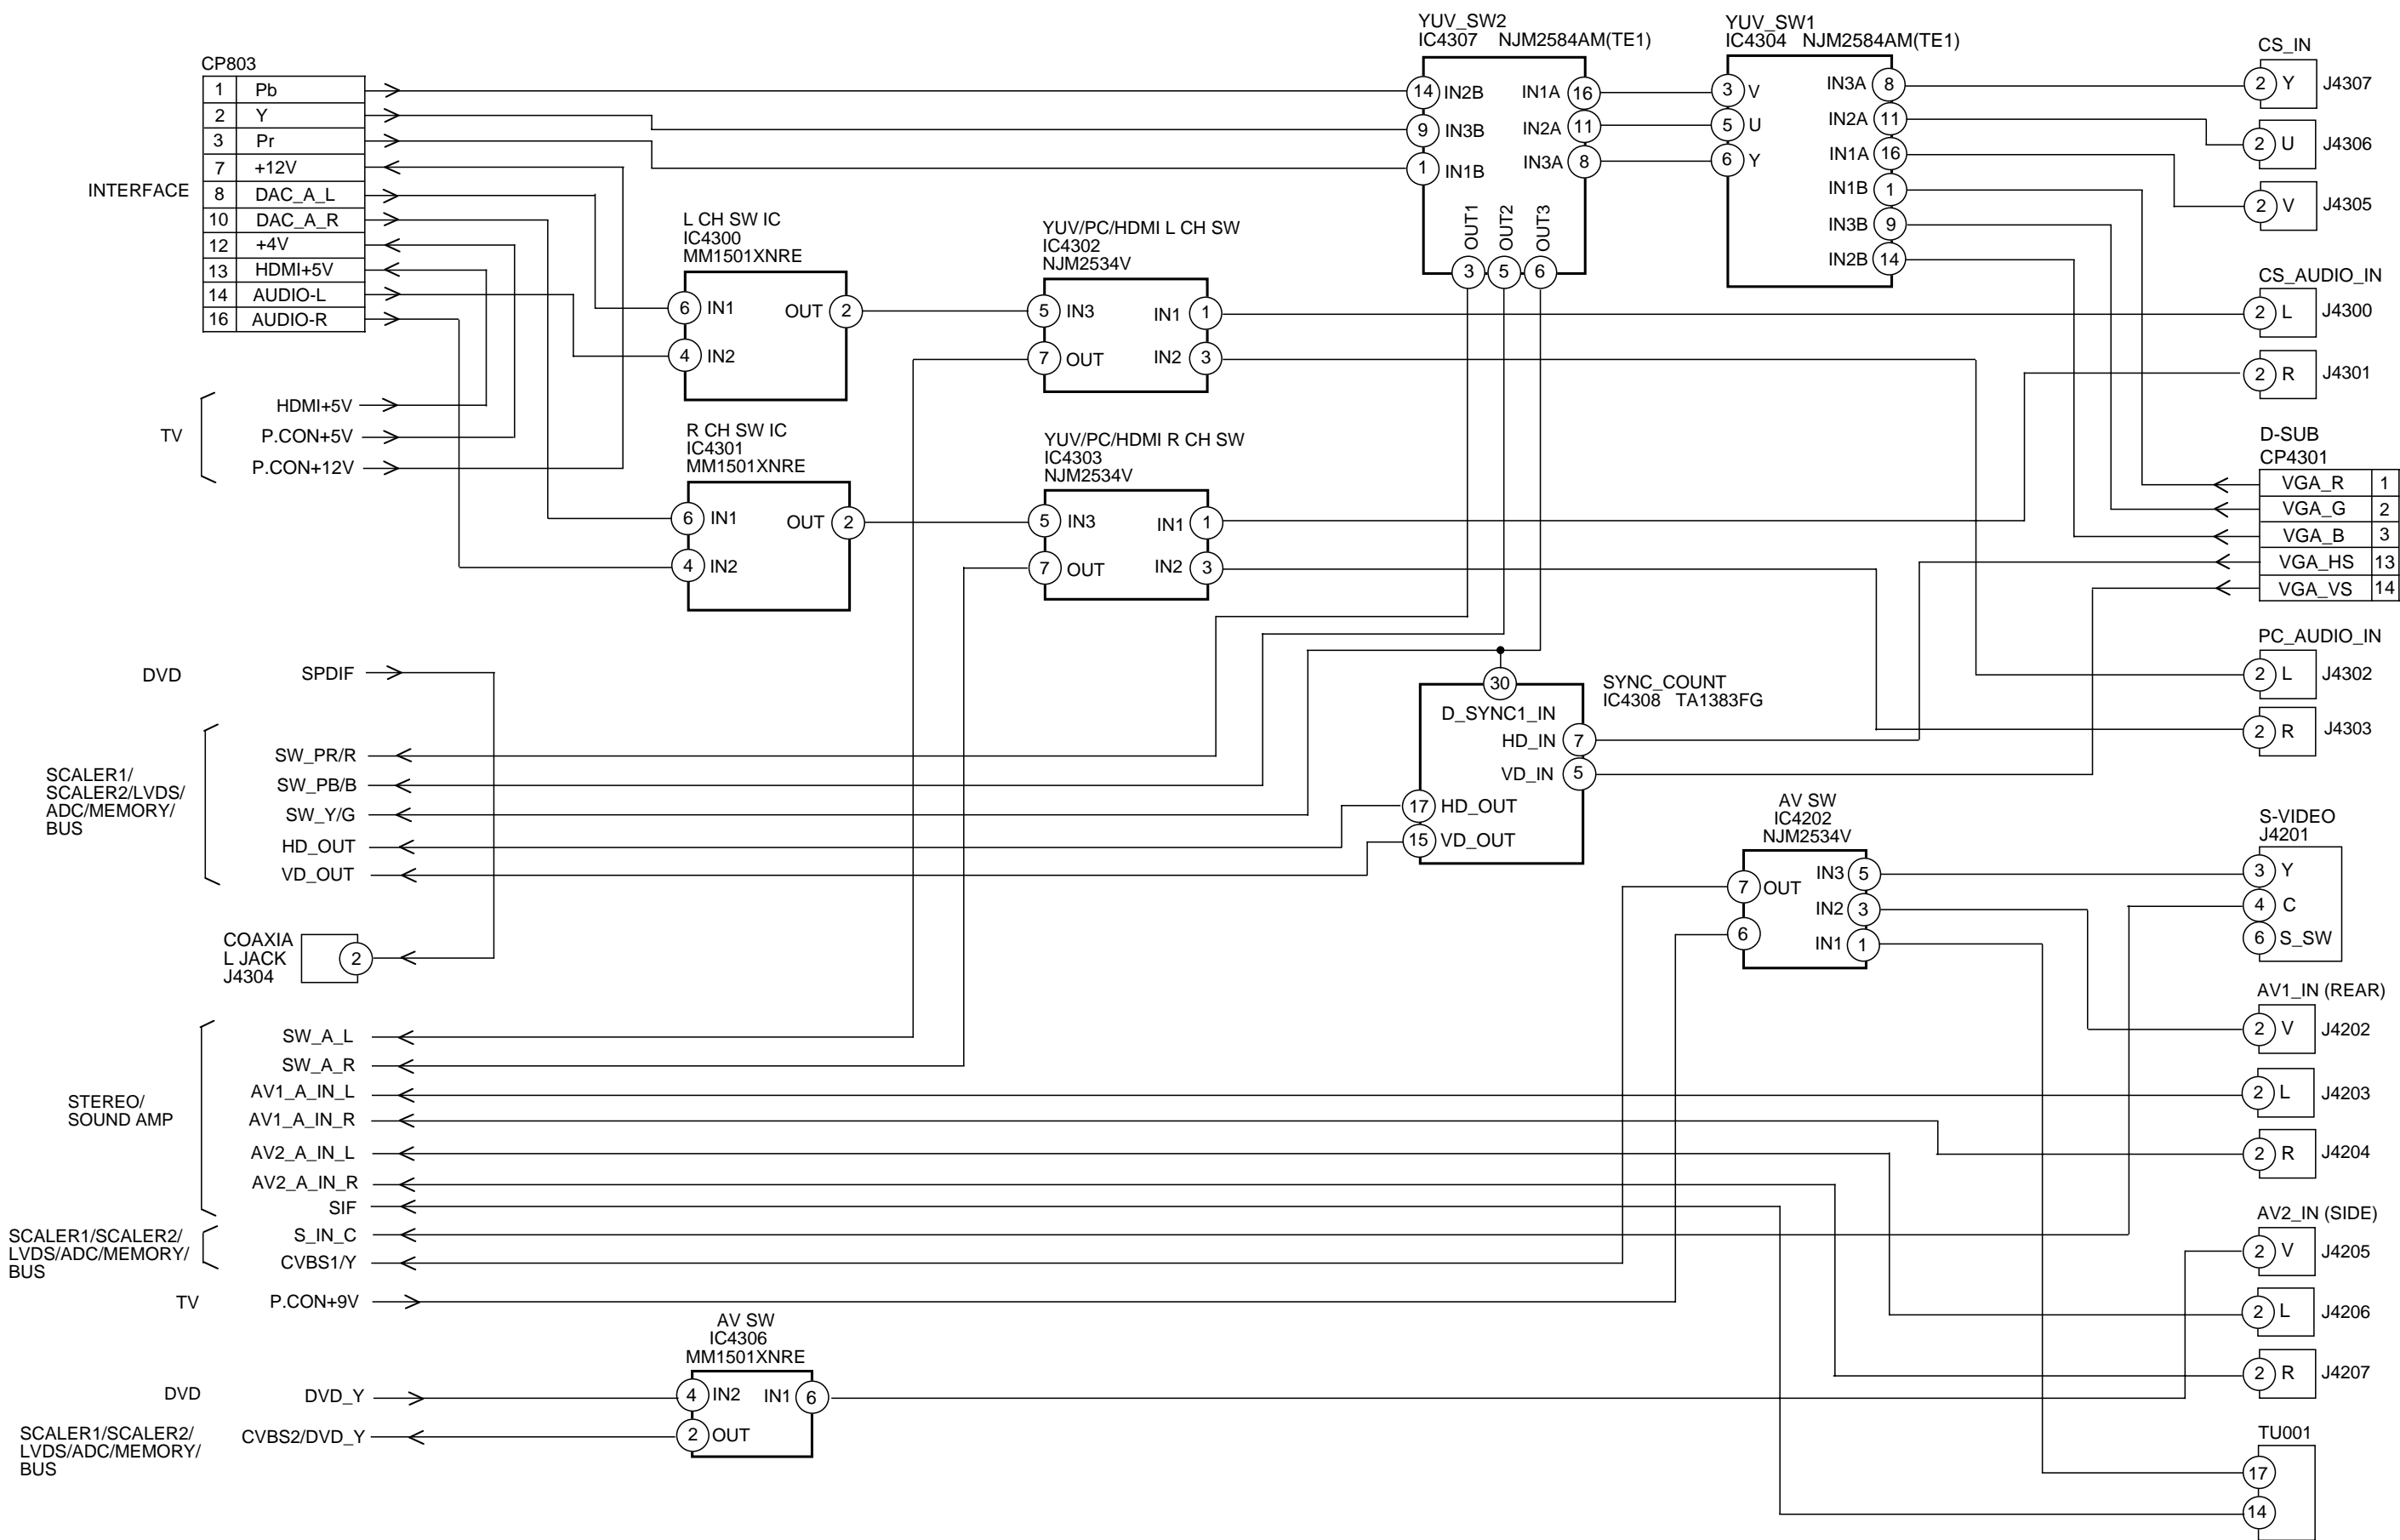 CP803
INTERFACE
1 Pb
2 Y
3 Pr
7 +12V
8 DAC_A_L
10 DAC_A_R
12 +4V
13 HDMI+5V
14 AUDIO-L
16 AUDIO-R
TV
HDMI+5V
P.CON+5V
P.CON+12V
L CH SW IC
IC4300
MM1501XNRE
6 IN1
4 IN2
OUT 2
R CH SW IC
IC4301
MM1501XNRE
6 IN1
4 IN2
OUT 2
YUV/PC/HDMI L CH SW
IC4302
NJM2534V
5 IN3
7 OUT
IN1 1
IN2 3
YUV/PC/HDMI R CH SW
IC4303
NJM2534V
5 IN3
7 OUT
IN1 1
IN2 3
YUV_SW2
IC4307 NJM2584AM(TE1)
14 IN2B
9 IN3B
1 IN1B
IN1A 16
IN2A 11
IN3A 8
OUT1
OUT2
OUT3
3 5 6
YUV_SW1
IC4304 NJM2584AM(TE1)
3 V
5 U
6 Y
IN3A 8
IN2A 11
IN1A 16
IN1B 1
IN3B 9
IN2B 14
CS_IN
2 Y J4307
2 U J4306
2 V J4305
CS_AUDIO_IN
2 L J4300
2 R J4301
D-SUB
CP4301
VGA_R 1
VGA_G 2
VGA_B 3
VGA_HS 13
VGA_VS 14
PC_AUDIO_IN
2 L J4302
2 R J4303
DVD
SPDIF
SCALER1/
SCALER2/LVDS/
ADC/MEMORY/
BUS
SW_PR/R
SW_PB/B
SW_Y/G
HD_OUT
VD_OUT
SYNC_COUNT
IC4308 TA1383FG
30
D_SYNC1_IN
HD_IN 7
VD_IN 5
17 HD_OUT
15 VD_OUT
COAXIA
L JACK
J4304
2
AV SW
IC4202
NJM2534V
7 OUT
6
IN3 5
IN2 3
IN1 1
S-VIDEO
J4201
3 Y
4 C
6 S_SW
AV1_IN (REAR)
2 V J4202
2 L J4203
2 R J4204
AV2_IN (SIDE)
2 V J4205
2 L J4206
2 R J4207
TU001
17
14
STEREO/
SOUND AMP
SW_A_L
SW_A_R
AV1_A_IN_L
AV1_A_IN_R
AV2_A_IN_L
AV2_A_IN_R
SIF
SCALER1/SCALER2/
LVDS/ADC/MEMORY/
BUS
S_IN_C
CVBS1/Y
TV
P.CON+9V
AV SW
IC4306
MM1501XNRE
4 IN2
2 OUT
IN1 6
DVD
DVD_Y
SCALER1/SCALER2/
LVDS/ADC/MEMORY/
BUS
CVBS2/DVD_Y